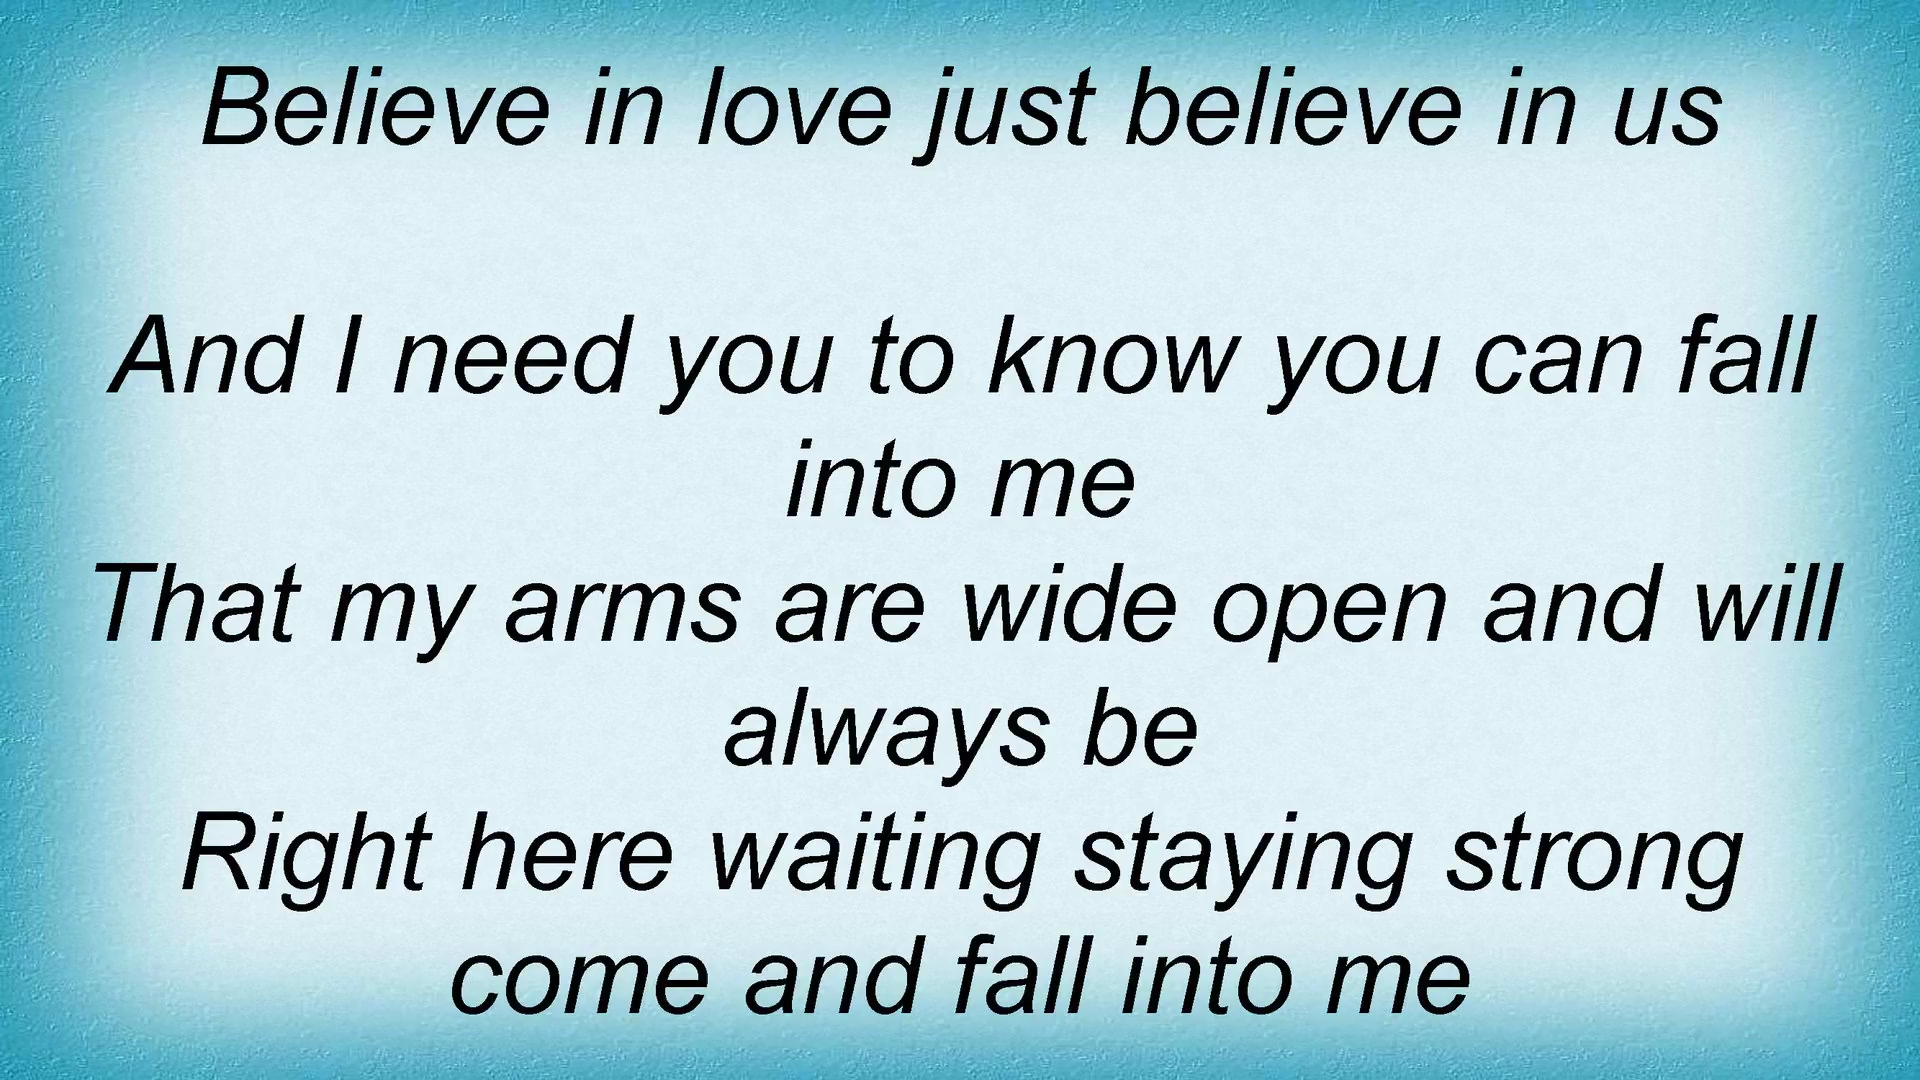 Believe in love just believe in us
And I need you to know you can fall
into me
That my arms are wide open and will
always be
Right here waiting staying strong
come and fall into me